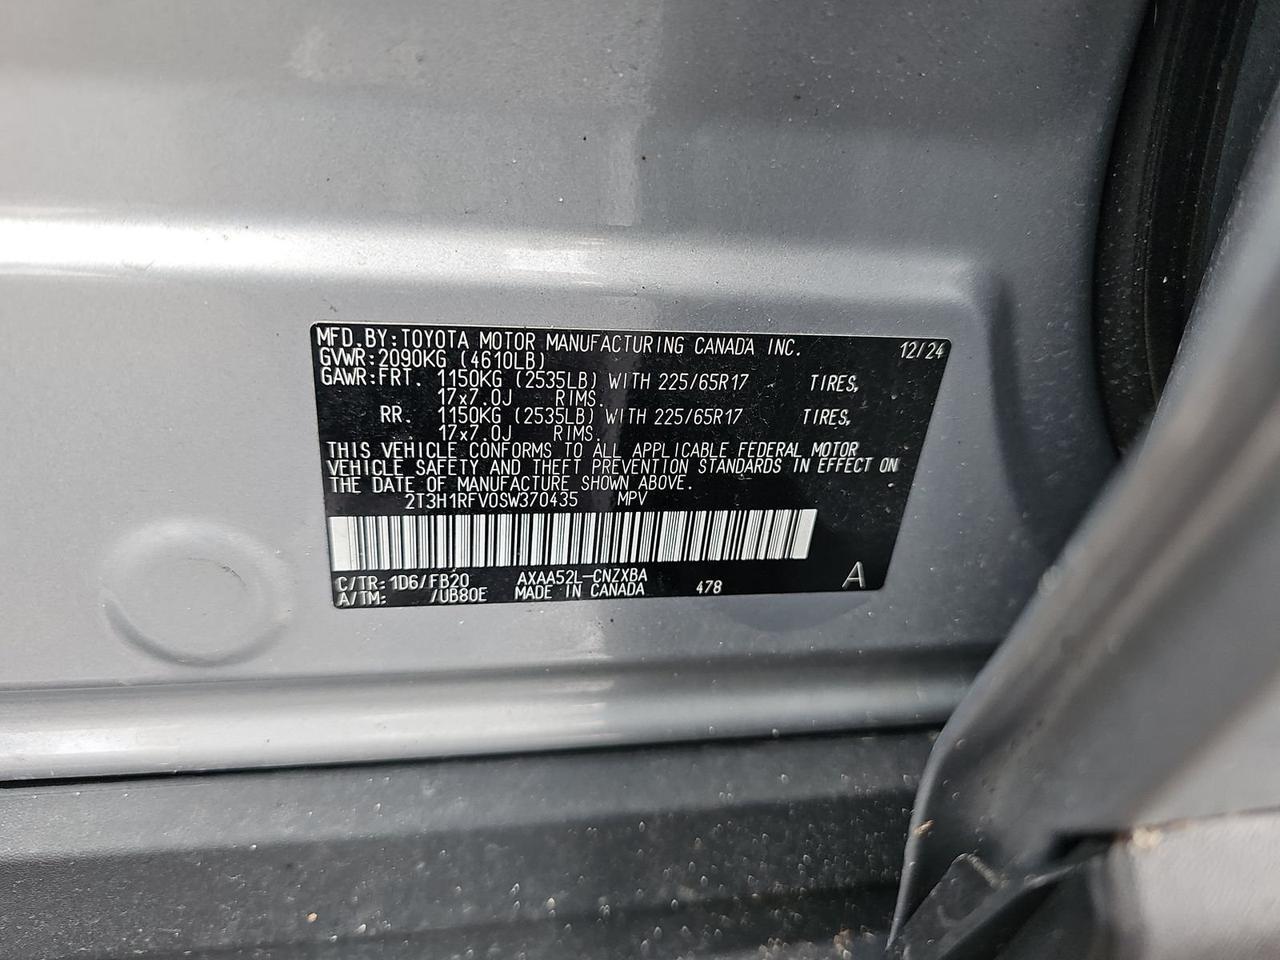 MFD.BY:TOYOTA MOTOR MANUFACTURING CANADA INC. 12/24
GVWR:2090KG (4610LB)
GAWR:FRT. 1150KG (2535LB) WITH 225/65R17 TIRES,
17x7.0J RIMS.
RR. 1150KG (2535LB) WITH 225/65R17 TIRES,
17x7.0J RIMS.
THIS VEHICLE CONFORMS TO ALL APPLICABLE FEDERAL MOTOR
VEHICLE SAFETY AND THEFT PREVENTION STANDARDS IN EFFECT ON
THE DATE OF MANUFACTURE SHOWN ABOVE.
2T3H1RFV0SW370435 MPV
C/TR:1D6/FB20 AXAA52L-CNZXBA 478 A
A/TM: /UB80E MADE IN CANADA